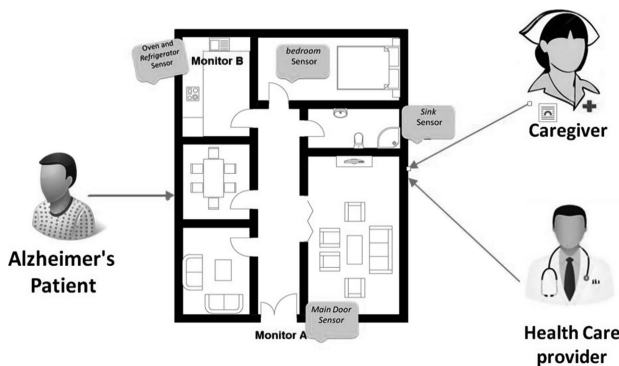 Oven and
Refrigerator
Sensor
Monitor B
bedroom
Sensor
Sink
Sensor
Caregiver
Alzheimer's
Patient
Main Door
Sensor
Monitor A
Health Care
provider